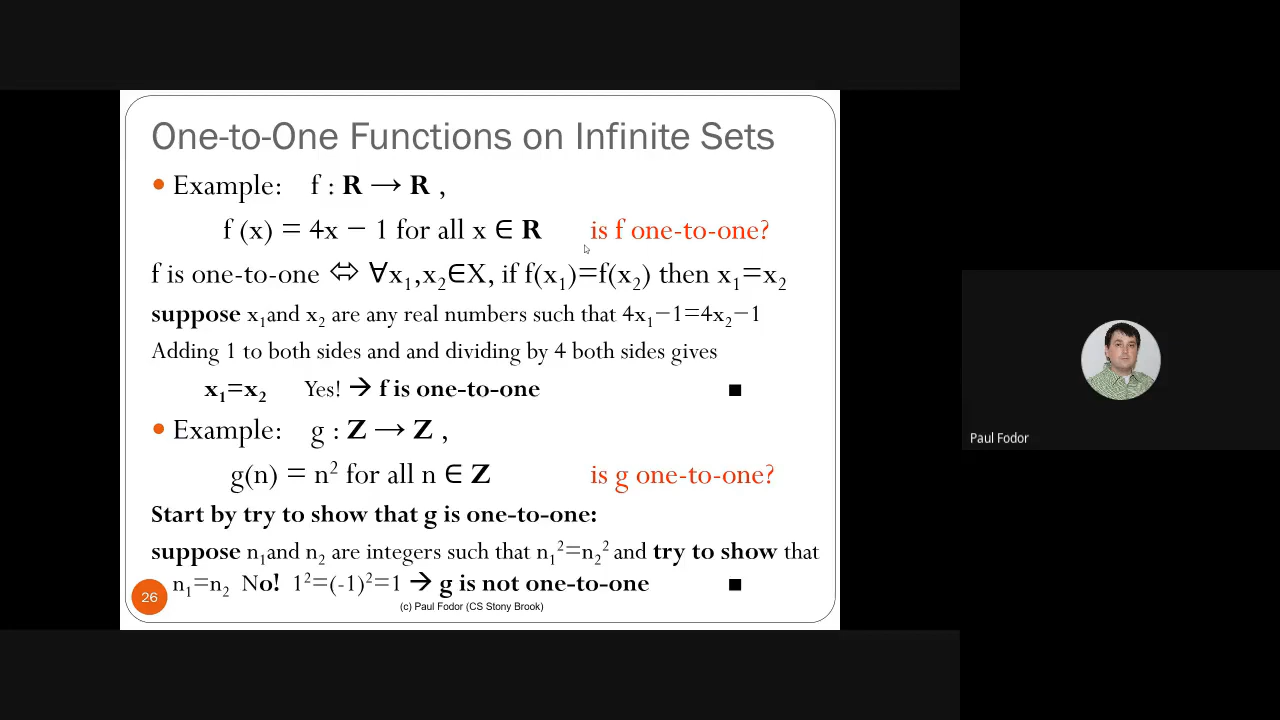 One-to-One Functions on Infinite Sets
• Example: f : R → R ,
f (x) = 4x − 1 for all x ∈ R is f one-to-one?
f is one-to-one ⇔ ∀x₁,x₂∈X, if f(x₁)=f(x₂) then x₁=x₂
suppose x₁and x₂ are any real numbers such that 4x₁−1=4x₂−1
Adding 1 to both sides and and dividing by 4 both sides gives
x₁=x₂ Yes! → f is one-to-one ■
• Example: g : Z → Z ,
g(n) = n² for all n ∈ Z is g one-to-one?
Start by try to show that g is one-to-one:
suppose n₁and n₂ are integers such that n₁²=n₂² and try to show that
n₁=n₂ No! 1²=(-1)²=1 → g is not one-to-one ■
26
(c) Paul Fodor (CS Stony Brook)
Paul Fodor